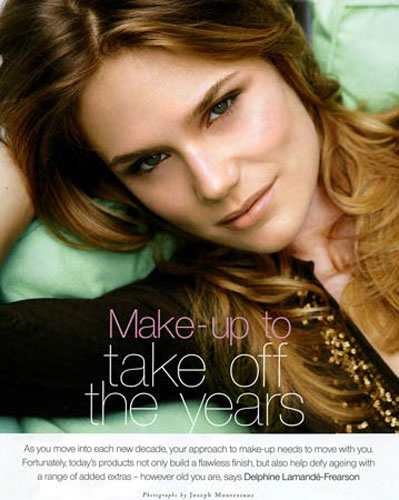 Make-up to
take off
the years
As you move into each new decade, your approach to make-up needs to move with you.
Fortunately, today's products not only build a flawless finish, but also help defy ageing with
a range of added extras – however old you are, says Delphine Lamandé-Frearson
Photographs by Joseph Montezinos